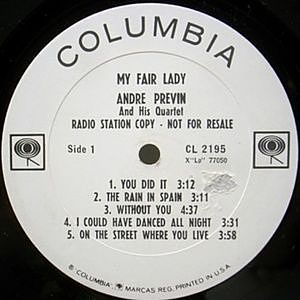 COLUMBIA
MY FAIR LADY
ANDRE PREVIN
And His Quartet
RADIO STATION COPY - NOT FOR RESALE
Side 1
CL 2195
X"Lp" 77050
1. YOU DID IT 3:12
2. THE RAIN IN SPAIN 3:11
3. WITHOUT YOU 4:37
4. I COULD HAVE DANCED ALL NIGHT 3:31
5. ON THE STREET WHERE YOU LIVE 3:58
® COLUMBIA MARCAS REG. PRINTED IN U.S.A.